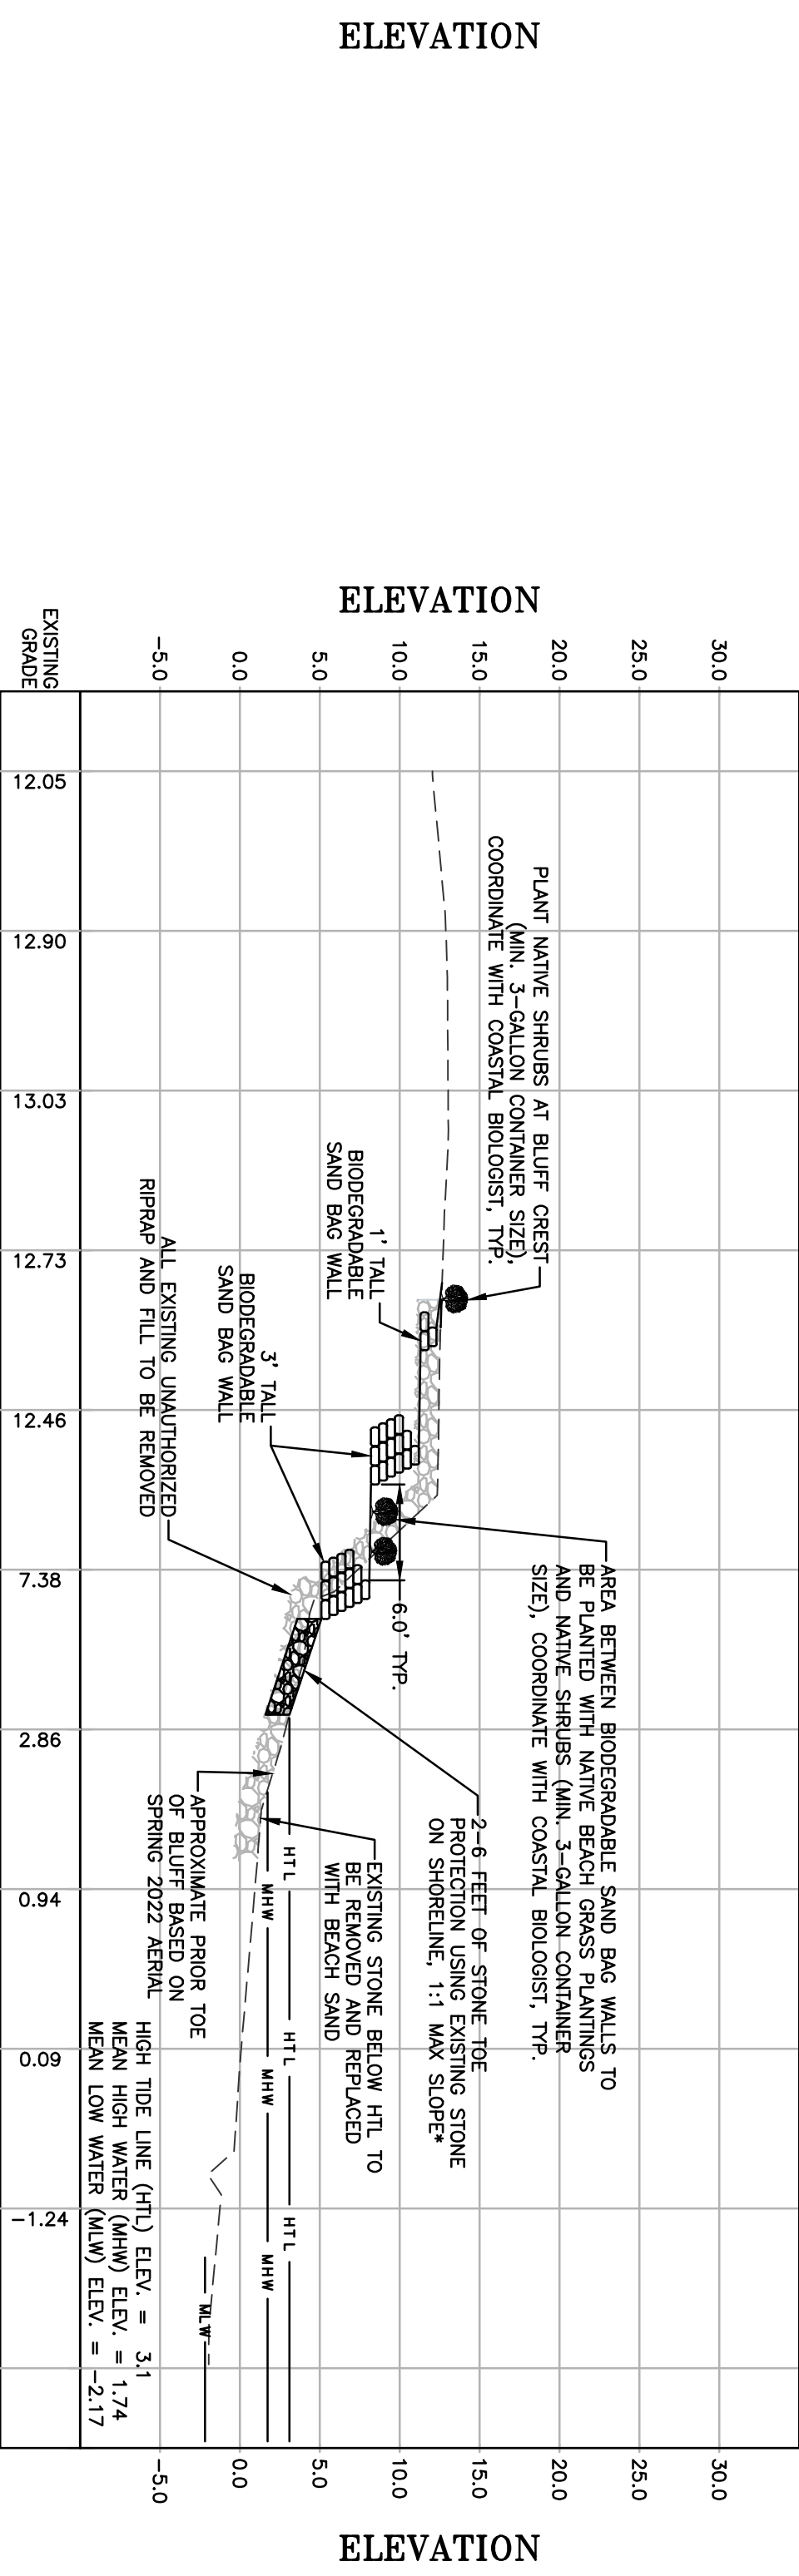 ELEVATION
ELEVATION
30.0
25.0
20.0
15.0
10.0
5.0
0.0
-5.0
EXISTING
GRADE
AREA BETWEEN BIODEGRADABLE SAND BAG WALLS TO
BE PLANTED WITH NATIVE BEACH GRASS PLANTINGS
AND NATIVE SHRUBS (MIN. 3-GALLON CONTAINER
SIZE), COORDINATE WITH COASTAL BIOLOGIST, TYP.
PLANT NATIVE SHRUBS AT BLUFF CREST
(MIN. 3-GALLON CONTAINER SIZE),
COORDINATE WITH COASTAL BIOLOGIST, TYP.
2-6 FEET OF STONE TOE
PROTECTION USING EXISTING STONE
ON SHORELINE, 1:1 MAX SLOPE*
6.0' TYP.
1' TALL
BIODEGRADABLE
SAND BAG WALL
EXISTING STONE BELOW HTL TO
BE REMOVED AND REPLACED
WITH BEACH SAND
3' TALL
BIODEGRADABLE
SAND BAG WALL
HTL
HTL
HTL
MHW
MHW
MHW
MLW
ALL EXISTING UNAUTHORIZED
RIPRAP AND FILL TO BE REMOVED
APPROXIMATE PRIOR TOE
OF BLUFF BASED ON
SPRING 2022 AERIAL
HIGH TIDE LINE (HTL) ELEV. = 3.1
MEAN HIGH WATER (MHW) ELEV. = 1.74
MEAN LOW WATER (MLW) ELEV. = -2.17
12.05
12.90
13.03
12.73
12.46
7.38
2.86
0.94
0.09
-1.24
30.0
25.0
20.0
15.0
10.0
5.0
0.0
-5.0
ELEVATION